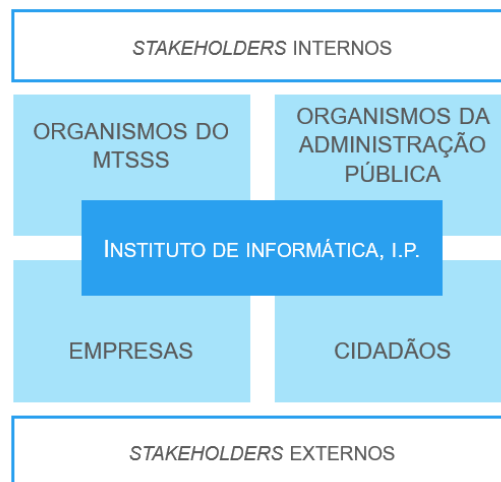 STAKEHOLDERS INTERNOS
ORGANISMOS DO
MTSSS
ORGANISMOS DA
ADMINISTRAÇÃO
PÚBLICA
INSTITUTO DE INFORMÁTICA, I.P.
EMPRESAS
CIDADÃOS
STAKEHOLDERS EXTERNOS